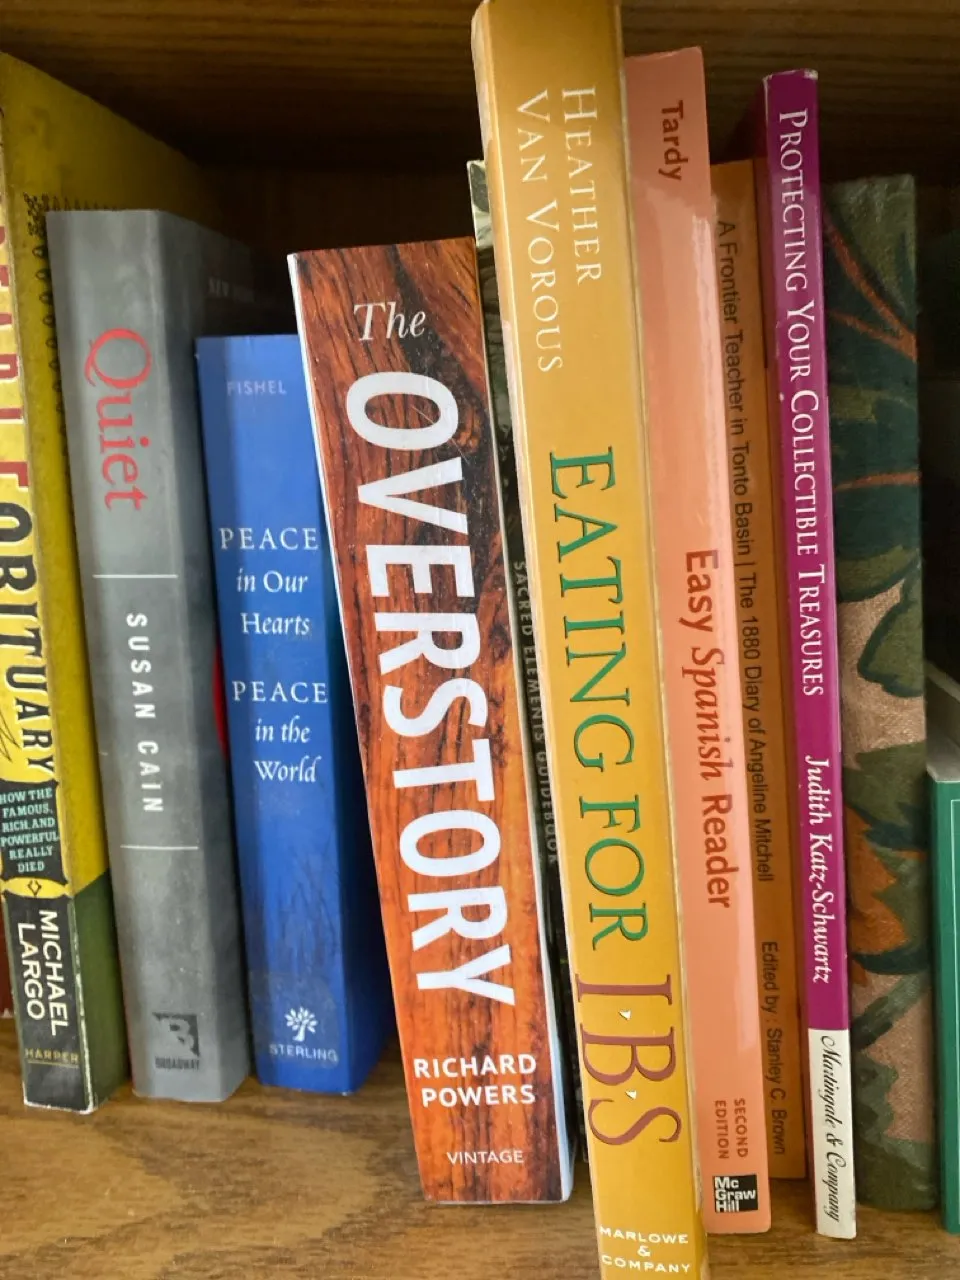 OBITUARY
HOW THE
FAMOUS,
RICH, AND
POWERFUL
REALLY
DIED
MICHAEL
LARGO
HARPER
Quiet
SUSAN CAIN
B
BROADWAY
FISHEL
PEACE
in Our
Hearts
PEACE
in the
World
STERLING
The
OVERSTORY
RICHARD
POWERS
VINTAGE
SACRED ELEMENTS GUIDEBOOK
HEATHER
VAN VOROUS
EATING FOR I.B.S
MARLOWE
&
COMPANY
Tardy
Easy Spanish Reader
SECOND
EDITION
Mc
Graw
Hill
A Frontier Teacher in Tonto Basin | The 1880 Diary of Angeline Mitchell
Edited by : Stanley C. Brown
PROTECTING YOUR COLLECTIBLE TREASURES
Judith Katz-Schwartz
Martingale & Company